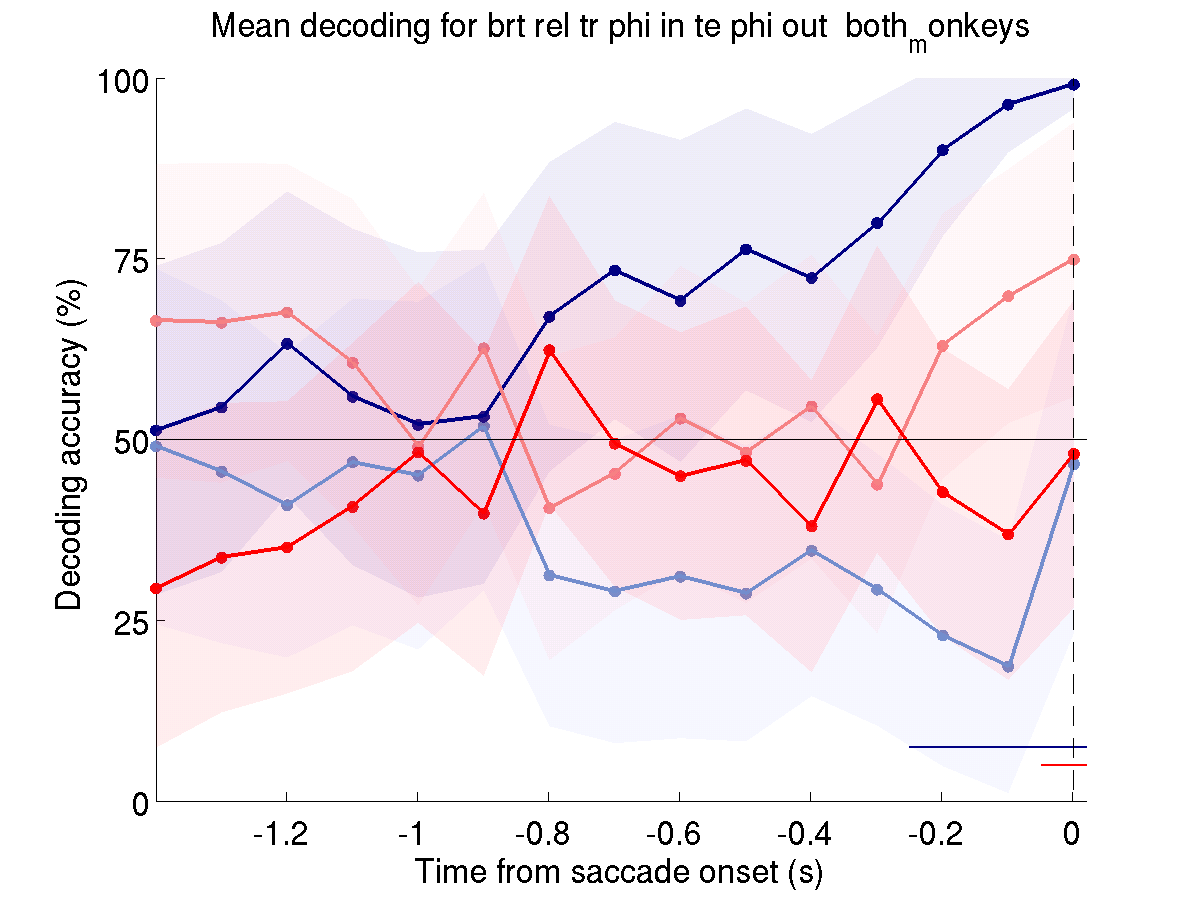 Mean decoding for brt rel tr phi in te phi out both_monkeys
100
75
50
25
0
Decoding accuracy (%)
-1.2 -1 -0.8 -0.6 -0.4 -0.2 0
Time from saccade onset (s)